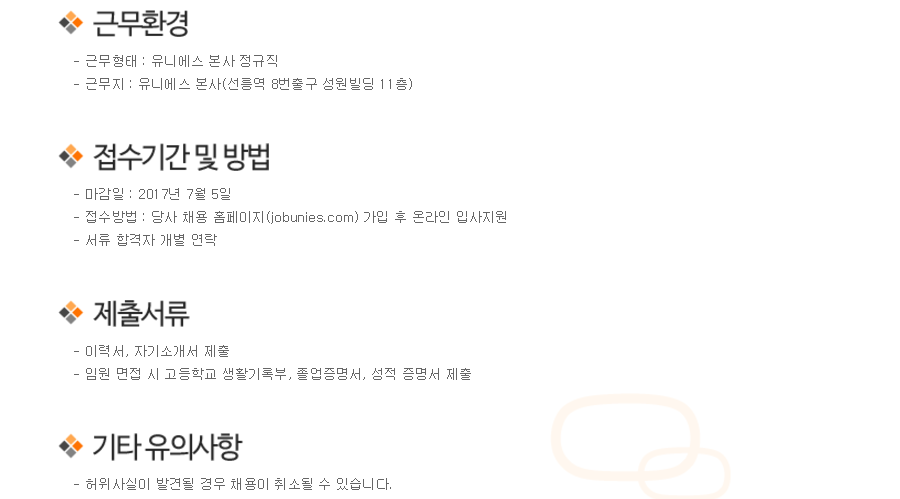 근무환경
- 근무형태 : 유니에스 본사 정규직
- 근무지 : 유니에스 본사(선릉역 8번출구 성원빌딩 11층)
접수기간 및 방법
- 마감일 : 2017년 7월 5일
- 접수방법 : 당사 채용 홈페이지(jobunies.com) 가입 후 온라인 입사지원
- 서류 합격자 개별 연락
제출서류
- 이력서, 자기소개서 제출
- 임원 면접 시 고등학교 생활기록부, 졸업증명서, 성적 증명서 제출
기타 유의사항
- 허위사실이 발견될 경우 채용이 취소될 수 있습니다.